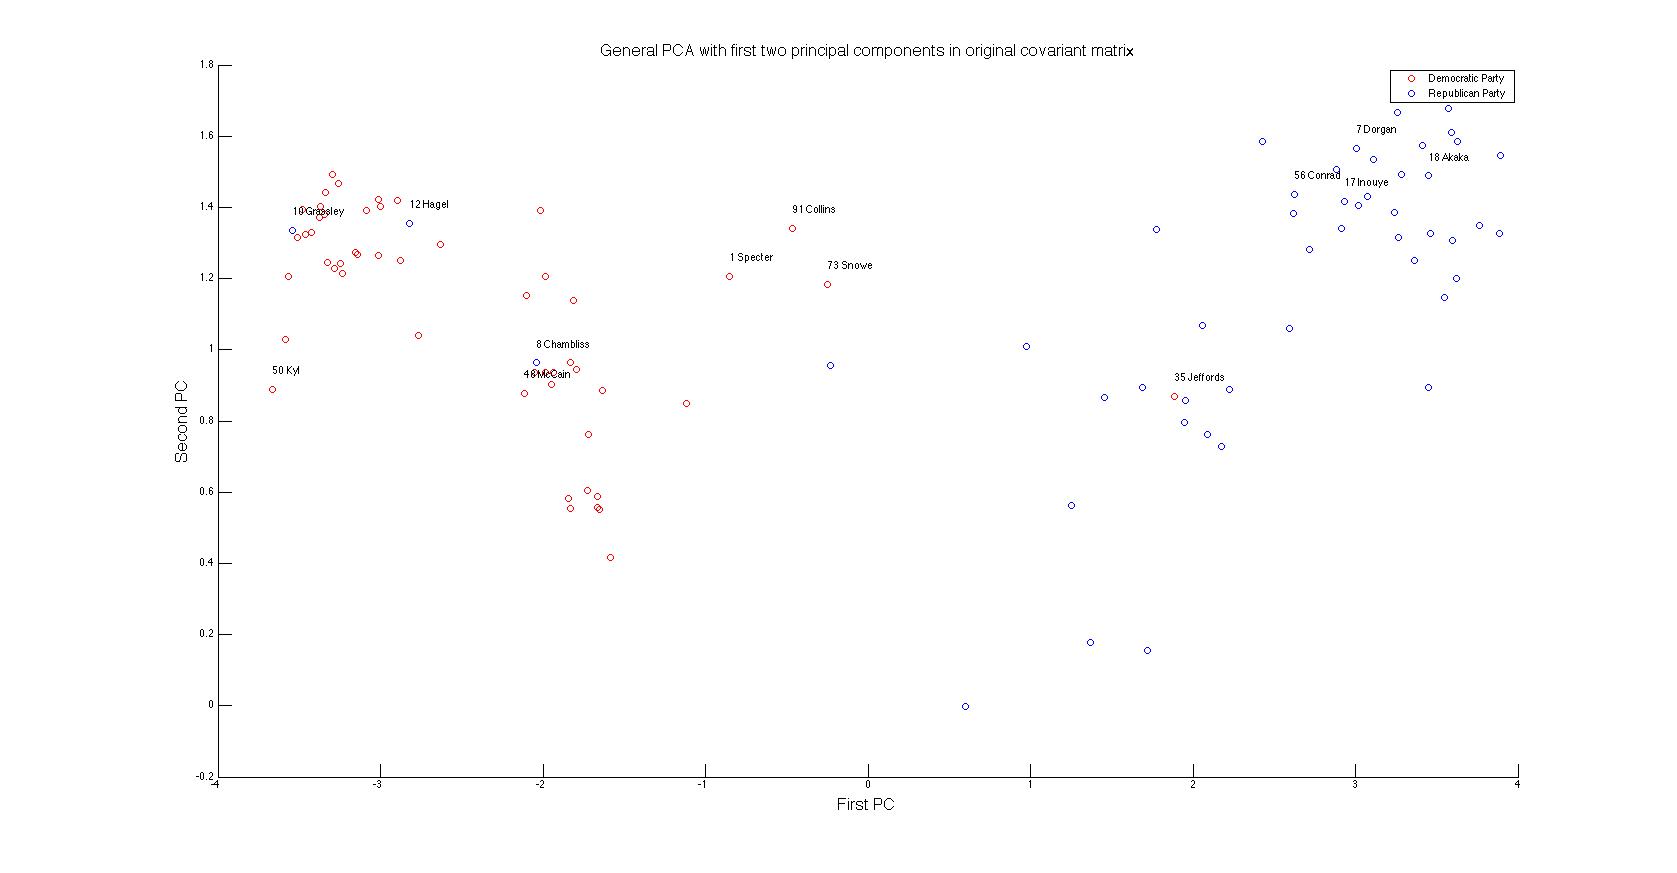 General PCA with first two principal components in original covariant matrix
1.8
Democratic Party
Republican Party
1.6
7 Dorgan
18 Akaka
56 Conrad
17 Inouye
1.4
10 Grassley
12 Hagel
91 Collins
1.2
1 Specter
73 Snowe
1
8 Chambliss
50 Kyl
46 McCain
35 Jeffords
Second PC
0.8
0.6
0.4
0.2
0
-0.2
-4
-3
-2
-1
0
1
2
3
4
First PC